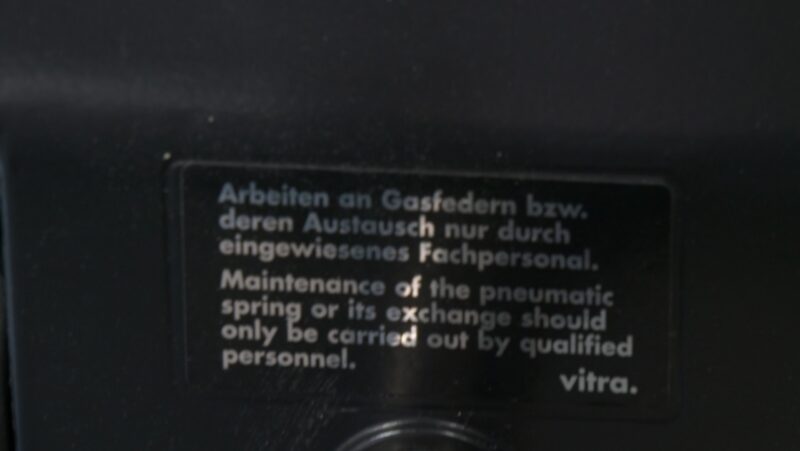 Arbeiten an Gasfedern bzw.
deren Austausch nur durch
eingewiesenes Fachpersonal.
Maintenance of the pneumatic
spring or its exchange should
only be carried out by qualified
personnel.
vitra.